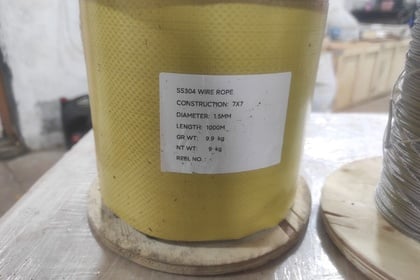 SS304 WIRE ROPE
CONSTRUCTION: 7X7
DIAMETER: 1.5MM
LENGTH: 1000M
GR WT: 9.9 kg
NT WT: 9 kg
REEL NO.: